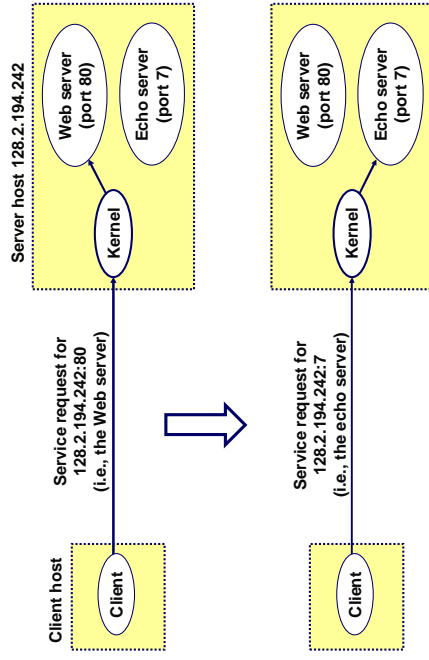 Client host
Server host 128.2.194.242
Client
Service request for
128.2.194.242:80
(i.e., the Web server)
Kernel
Web server
(port 80)
Echo server
(port 7)
Client
Service request for
128.2.194.242:7
(i.e., the echo server)
Kernel
Web server
(port 80)
Echo server
(port 7)